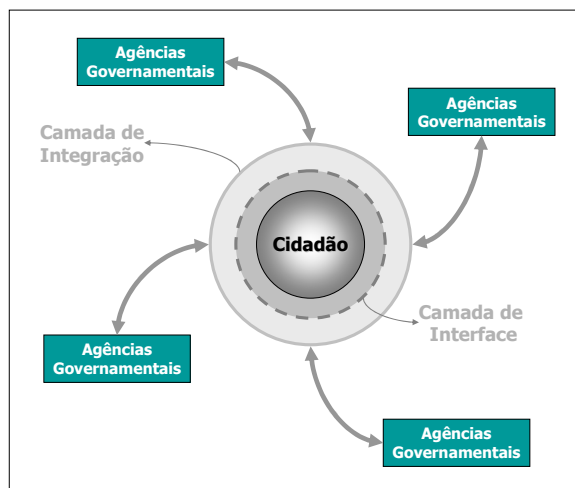 Agências
Governamentais
Agências
Governamentais
Camada de
Integração
Cidadão
Camada de
Interface
Agências
Governamentais
Agências
Governamentais